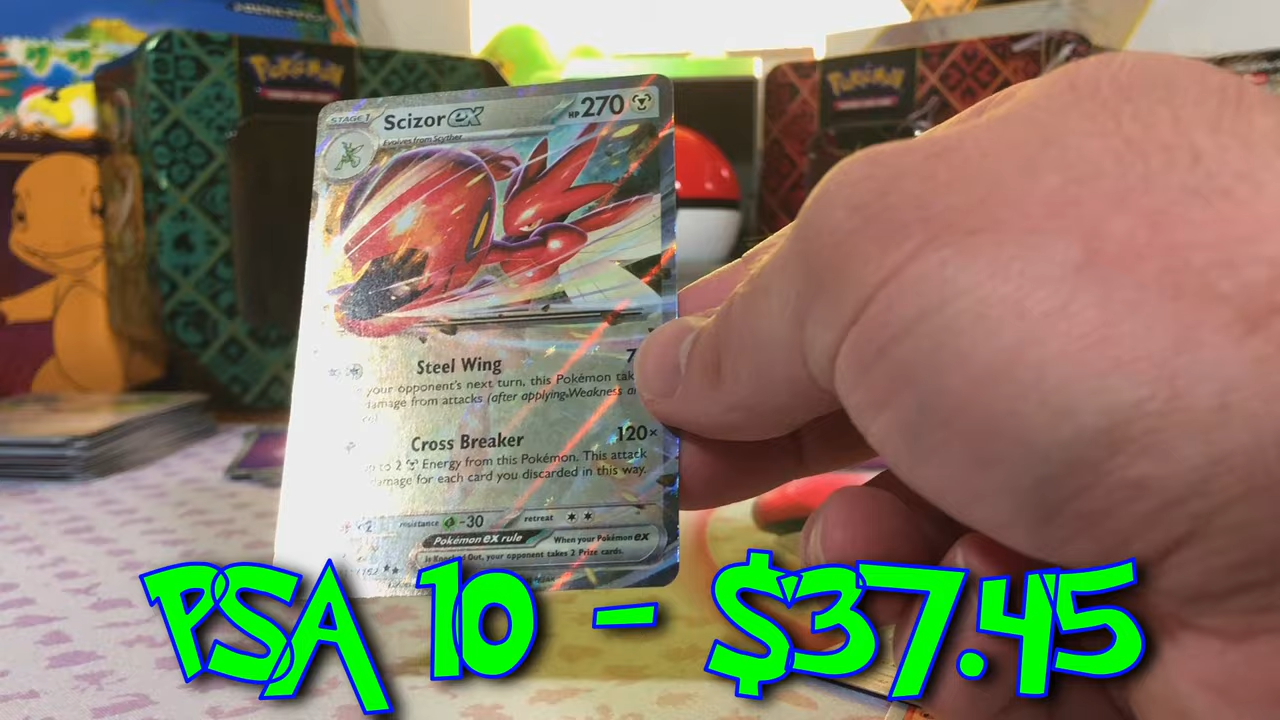 Pokémon
Pokémon
STAGE 1
Scizor ex
HP 270
Evolves from Scyther
Steel Wing
7
your opponent's next turn, this Pokémon tak
damage from attacks (after applying Weakness a
Cross Breaker 120×
to 2 Energy from this Pokémon. This attack
damage for each card you discarded in this way.
×2 resistance -30 retreat
Pokémon ex rule When your Pokémon ex
is Knocked Out, your opponent takes 2 Prize cards.
PSA 10 - $37.45